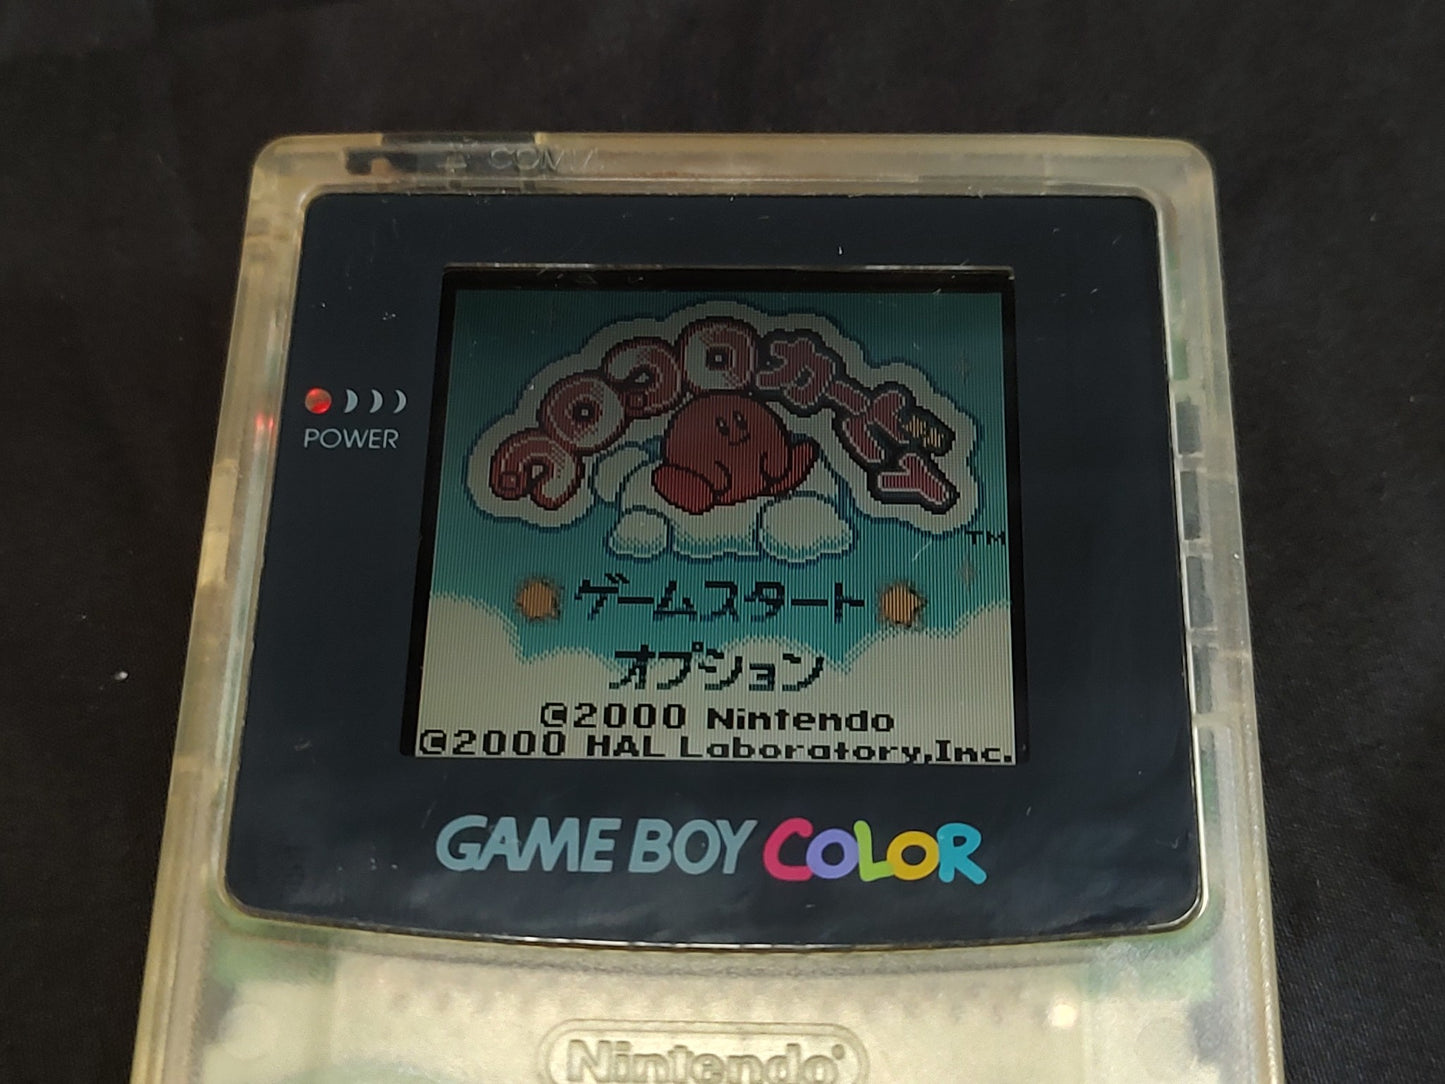 COMM.
POWER
コロコロカービィ
TM
ゲームスタート
オプション
©2000 Nintendo
©2000 HAL Laboratory,Inc.
GAME BOY COLOR
Nintendo®